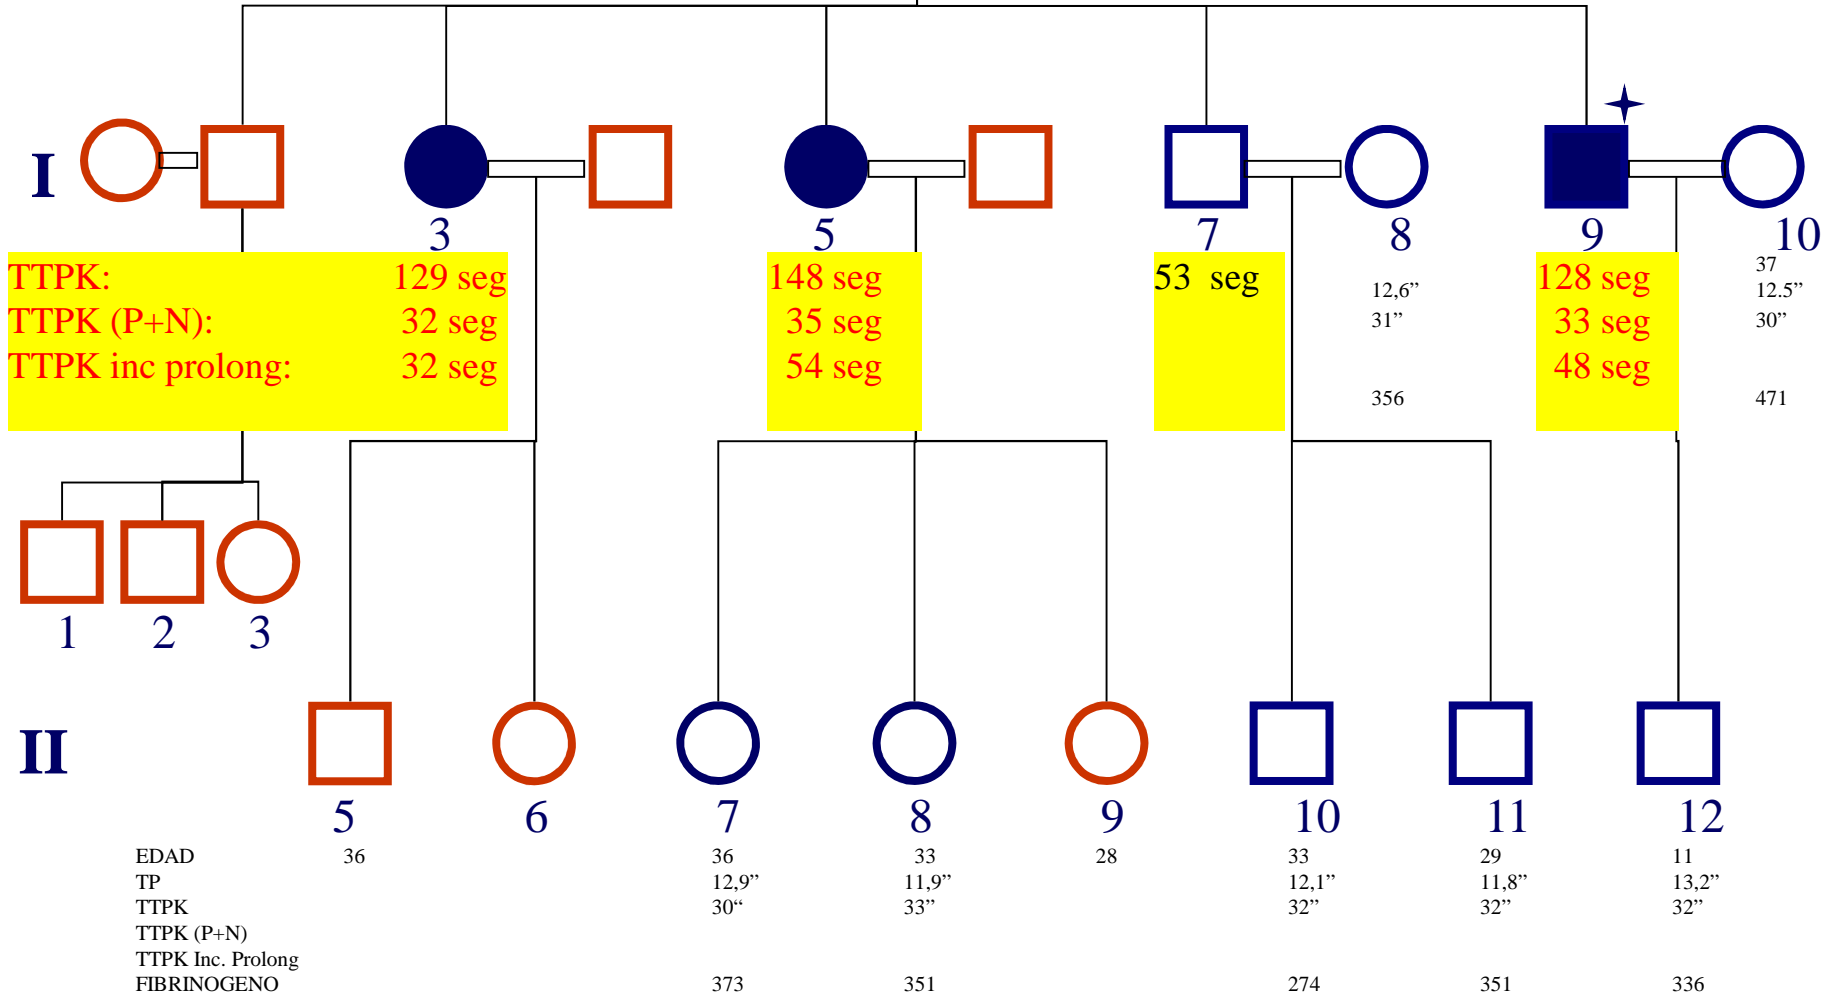 I
3
5
7
8
9
10
TTPK: 129 seg 148 seg 53 seg 128 seg
TTPK (P+N): 32 seg 35 seg 33 seg
TTPK inc prolong: 32 seg 54 seg 48 seg
12,6”
31”
356
37
12.5”
30”
471
1 2 3
II
5 6 7 8 9 10 11 12
EDAD 36 36 33 28 33 29 11
TP 12,9” 11,9” 12,1” 11,8” 13,2”
TTPK 30“ 33” 32” 32” 32”
TTPK (P+N)
TTPK Inc. Prolong
FIBRINOGENO 373 351 274 351 336